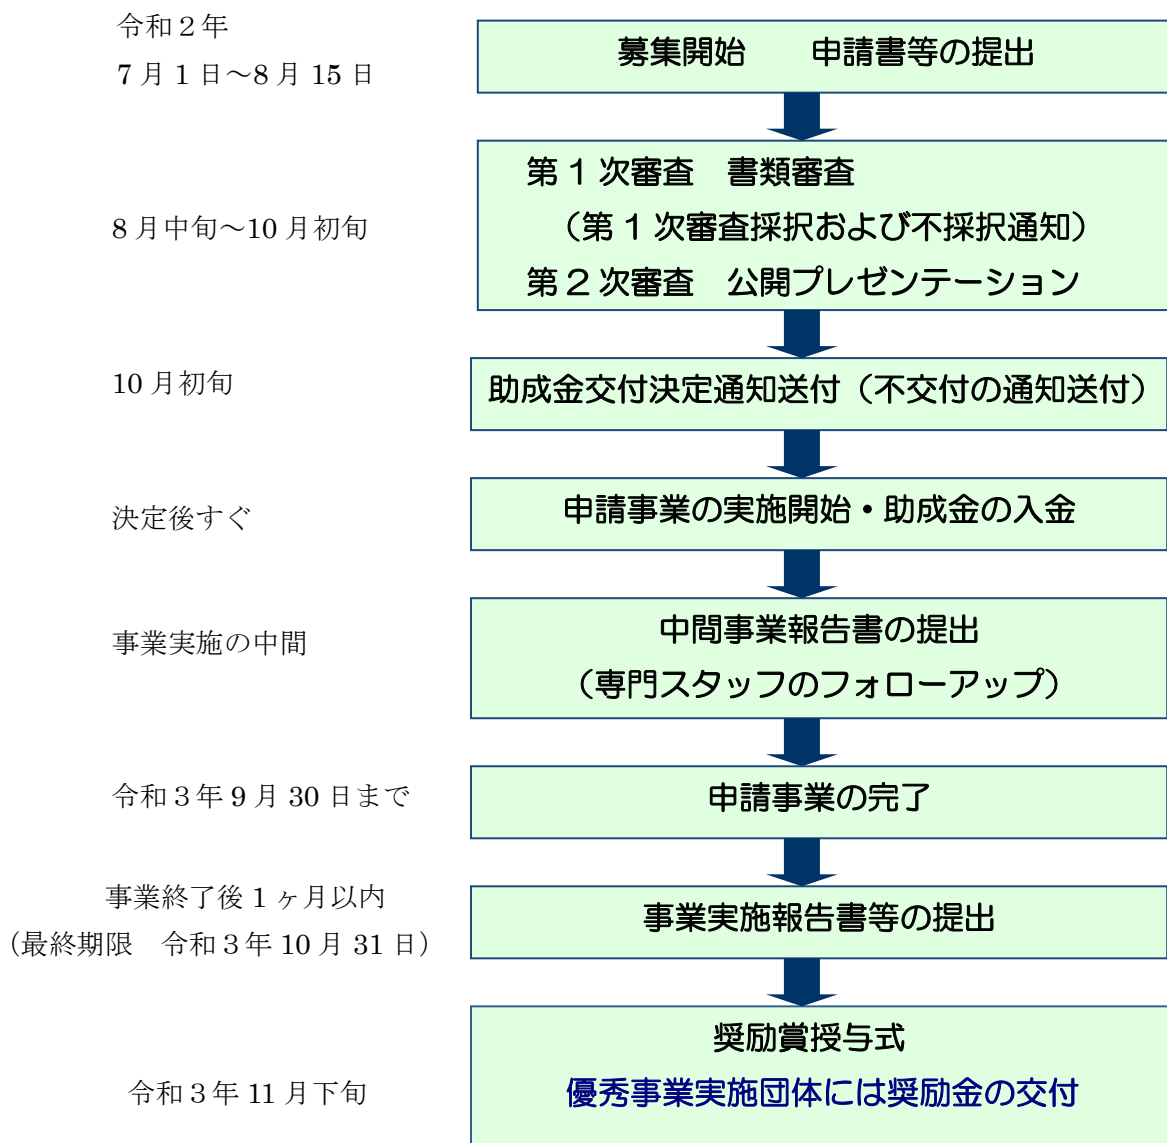 令和２年
7 月 1 日～8 月 15 日
募集開始　　申請書等の提出
8 月中旬～10 月初旬
第 1 次審査　書類審査
（第 1 次審査採択および不採択通知）
第 2 次審査　公開プレゼンテーション
10 月初旬
助成金交付決定通知送付（不交付の通知送付）
決定後すぐ
申請事業の実施開始・助成金の入金
事業実施の中間
中間事業報告書の提出
（専門スタッフのフォローアップ）
令和３年 9 月 30 日まで
申請事業の完了
事業終了後 1 ヶ月以内
（最終期限　令和３年 10 月 31 日）
事業実施報告書等の提出
令和３年 11 月下旬
奨励賞授与式
優秀事業実施団体には奨励金の交付